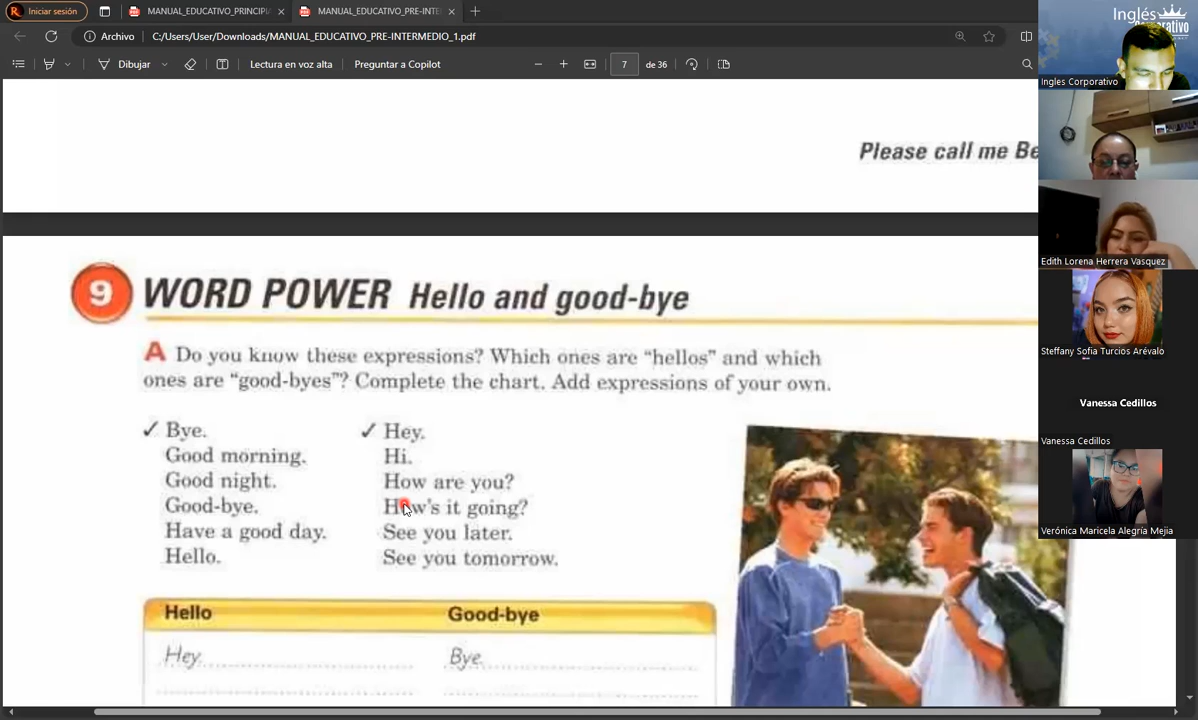 Iniciar sesión
MANUAL_EDUCATIVO_PRINCIPI
MANUAL_EDUCATIVO_PRE-INTE
Archivo
C:/Users/User/Downloads/MANUAL_EDUCATIVO_PRE-INTERMEDIO_1.pdf
Dibujar
Lectura en voz alta
Preguntar a Copilot
7
de 36
Inglés
Corporativo
Ingles Corporativo
Edith Lorena Herrera Vasquez
Steffany Sofia Turcios Arévalo
Vanessa Cedillos
Vanessa Cedillos
Verónica Maricela Alegría Mejia
Please call me Be
9 WORD POWER Hello and good-bye
A Do you know these expressions? Which ones are “hellos” and which
ones are “good-byes”? Complete the chart. Add expressions of your own.
✓ Bye.
Good morning.
Good night.
Good-bye.
Have a good day.
Hello.
✓ Hey.
Hi.
How are you?
How's it going?
See you later.
See you tomorrow.
Hello Good-bye
Hey Bye